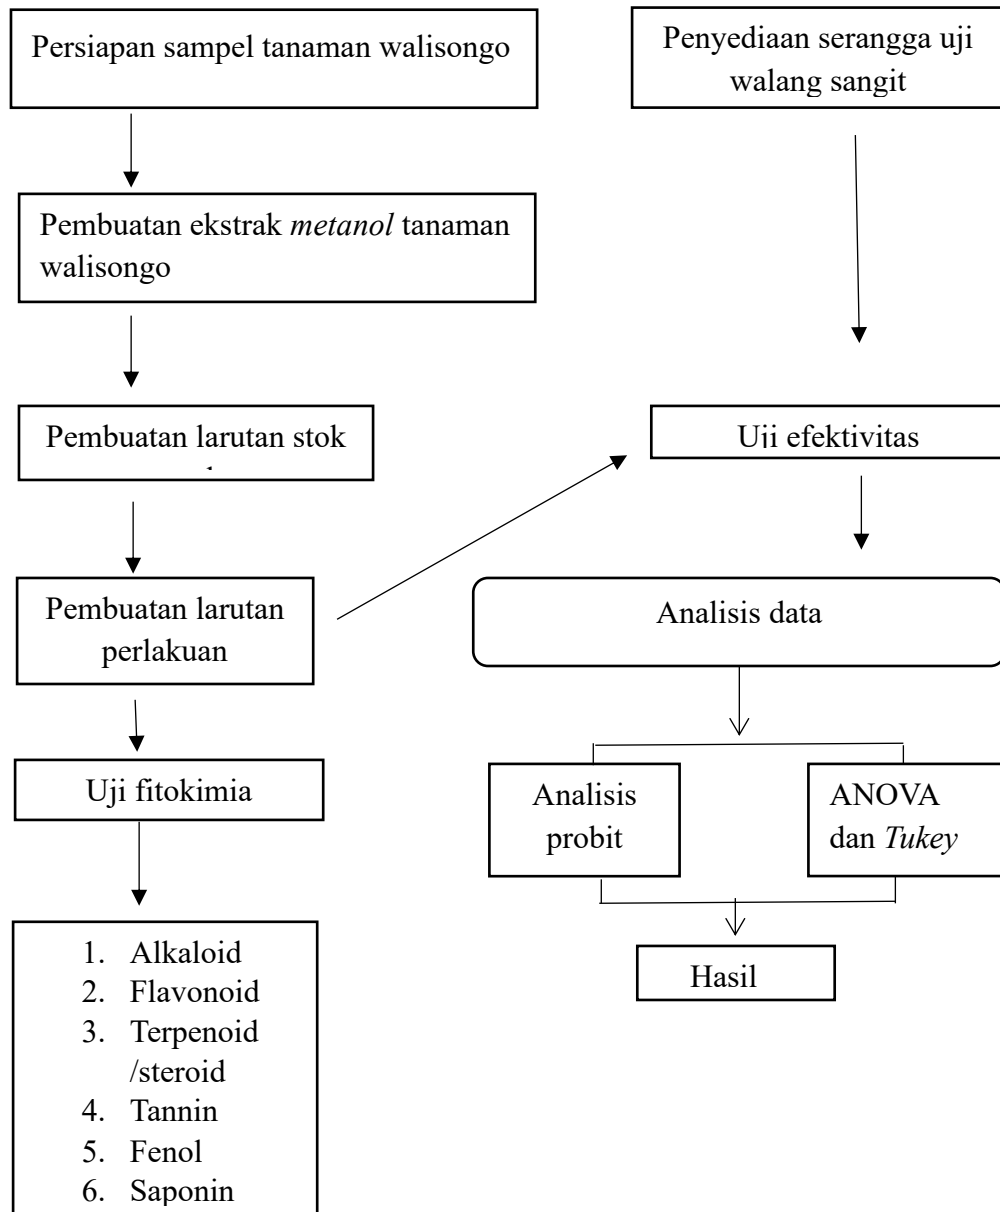 Persiapan sampel tanaman walisongo
Penyediaan serangga uji
walang sangit
Pembuatan ekstrak metanol tanaman
walisongo
Pembuatan larutan stok
Uji efektivitas
Pembuatan larutan
perlakuan
Analisis data
Uji fitokimia
Analisis
probit
ANOVA
dan Tukey
Hasil
1. Alkaloid
2. Flavonoid
3. Terpenoid
/steroid
4. Tannin
5. Fenol
6. Saponin